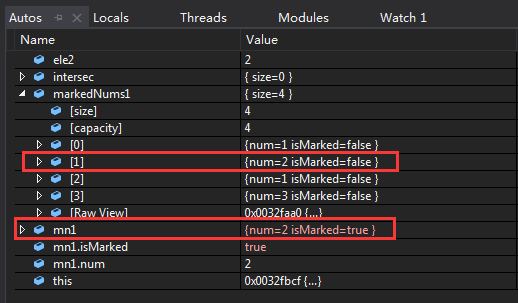 Autos Locals Threads Modules Watch 1
Name Value
ele2 2
intersec { size=0 }
markedNums1 { size=4 }
[size] 4
[capacity] 4
[0] {num=1 isMarked=false }
[1] {num=2 isMarked=false }
[2] {num=1 isMarked=false }
[3] {num=3 isMarked=false }
[Raw View] 0x0032faa0 {...}
mn1 {num=2 isMarked=true }
mn1.isMarked true
mn1.num 2
this 0x0032fbcf {...}